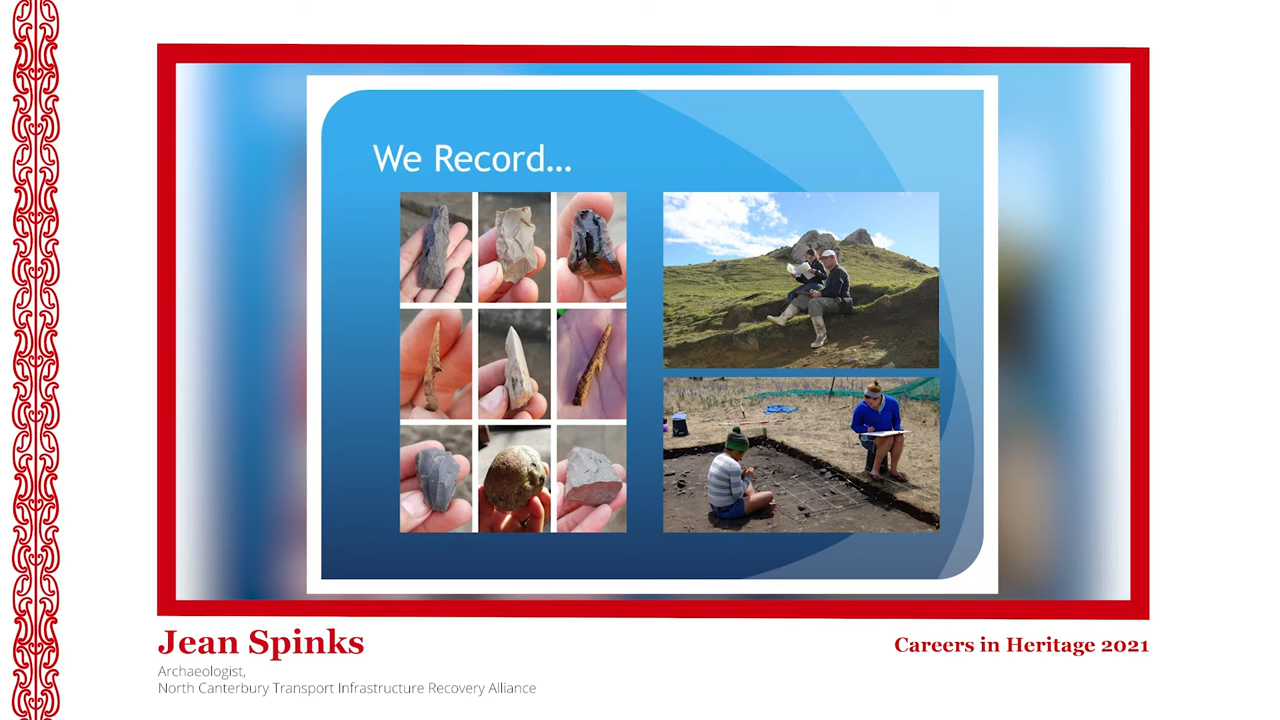 We Record...
Jean Spinks
Careers in Heritage 2021
Archaeologist,
North Canterbury Transport Infrastructure Recovery Alliance